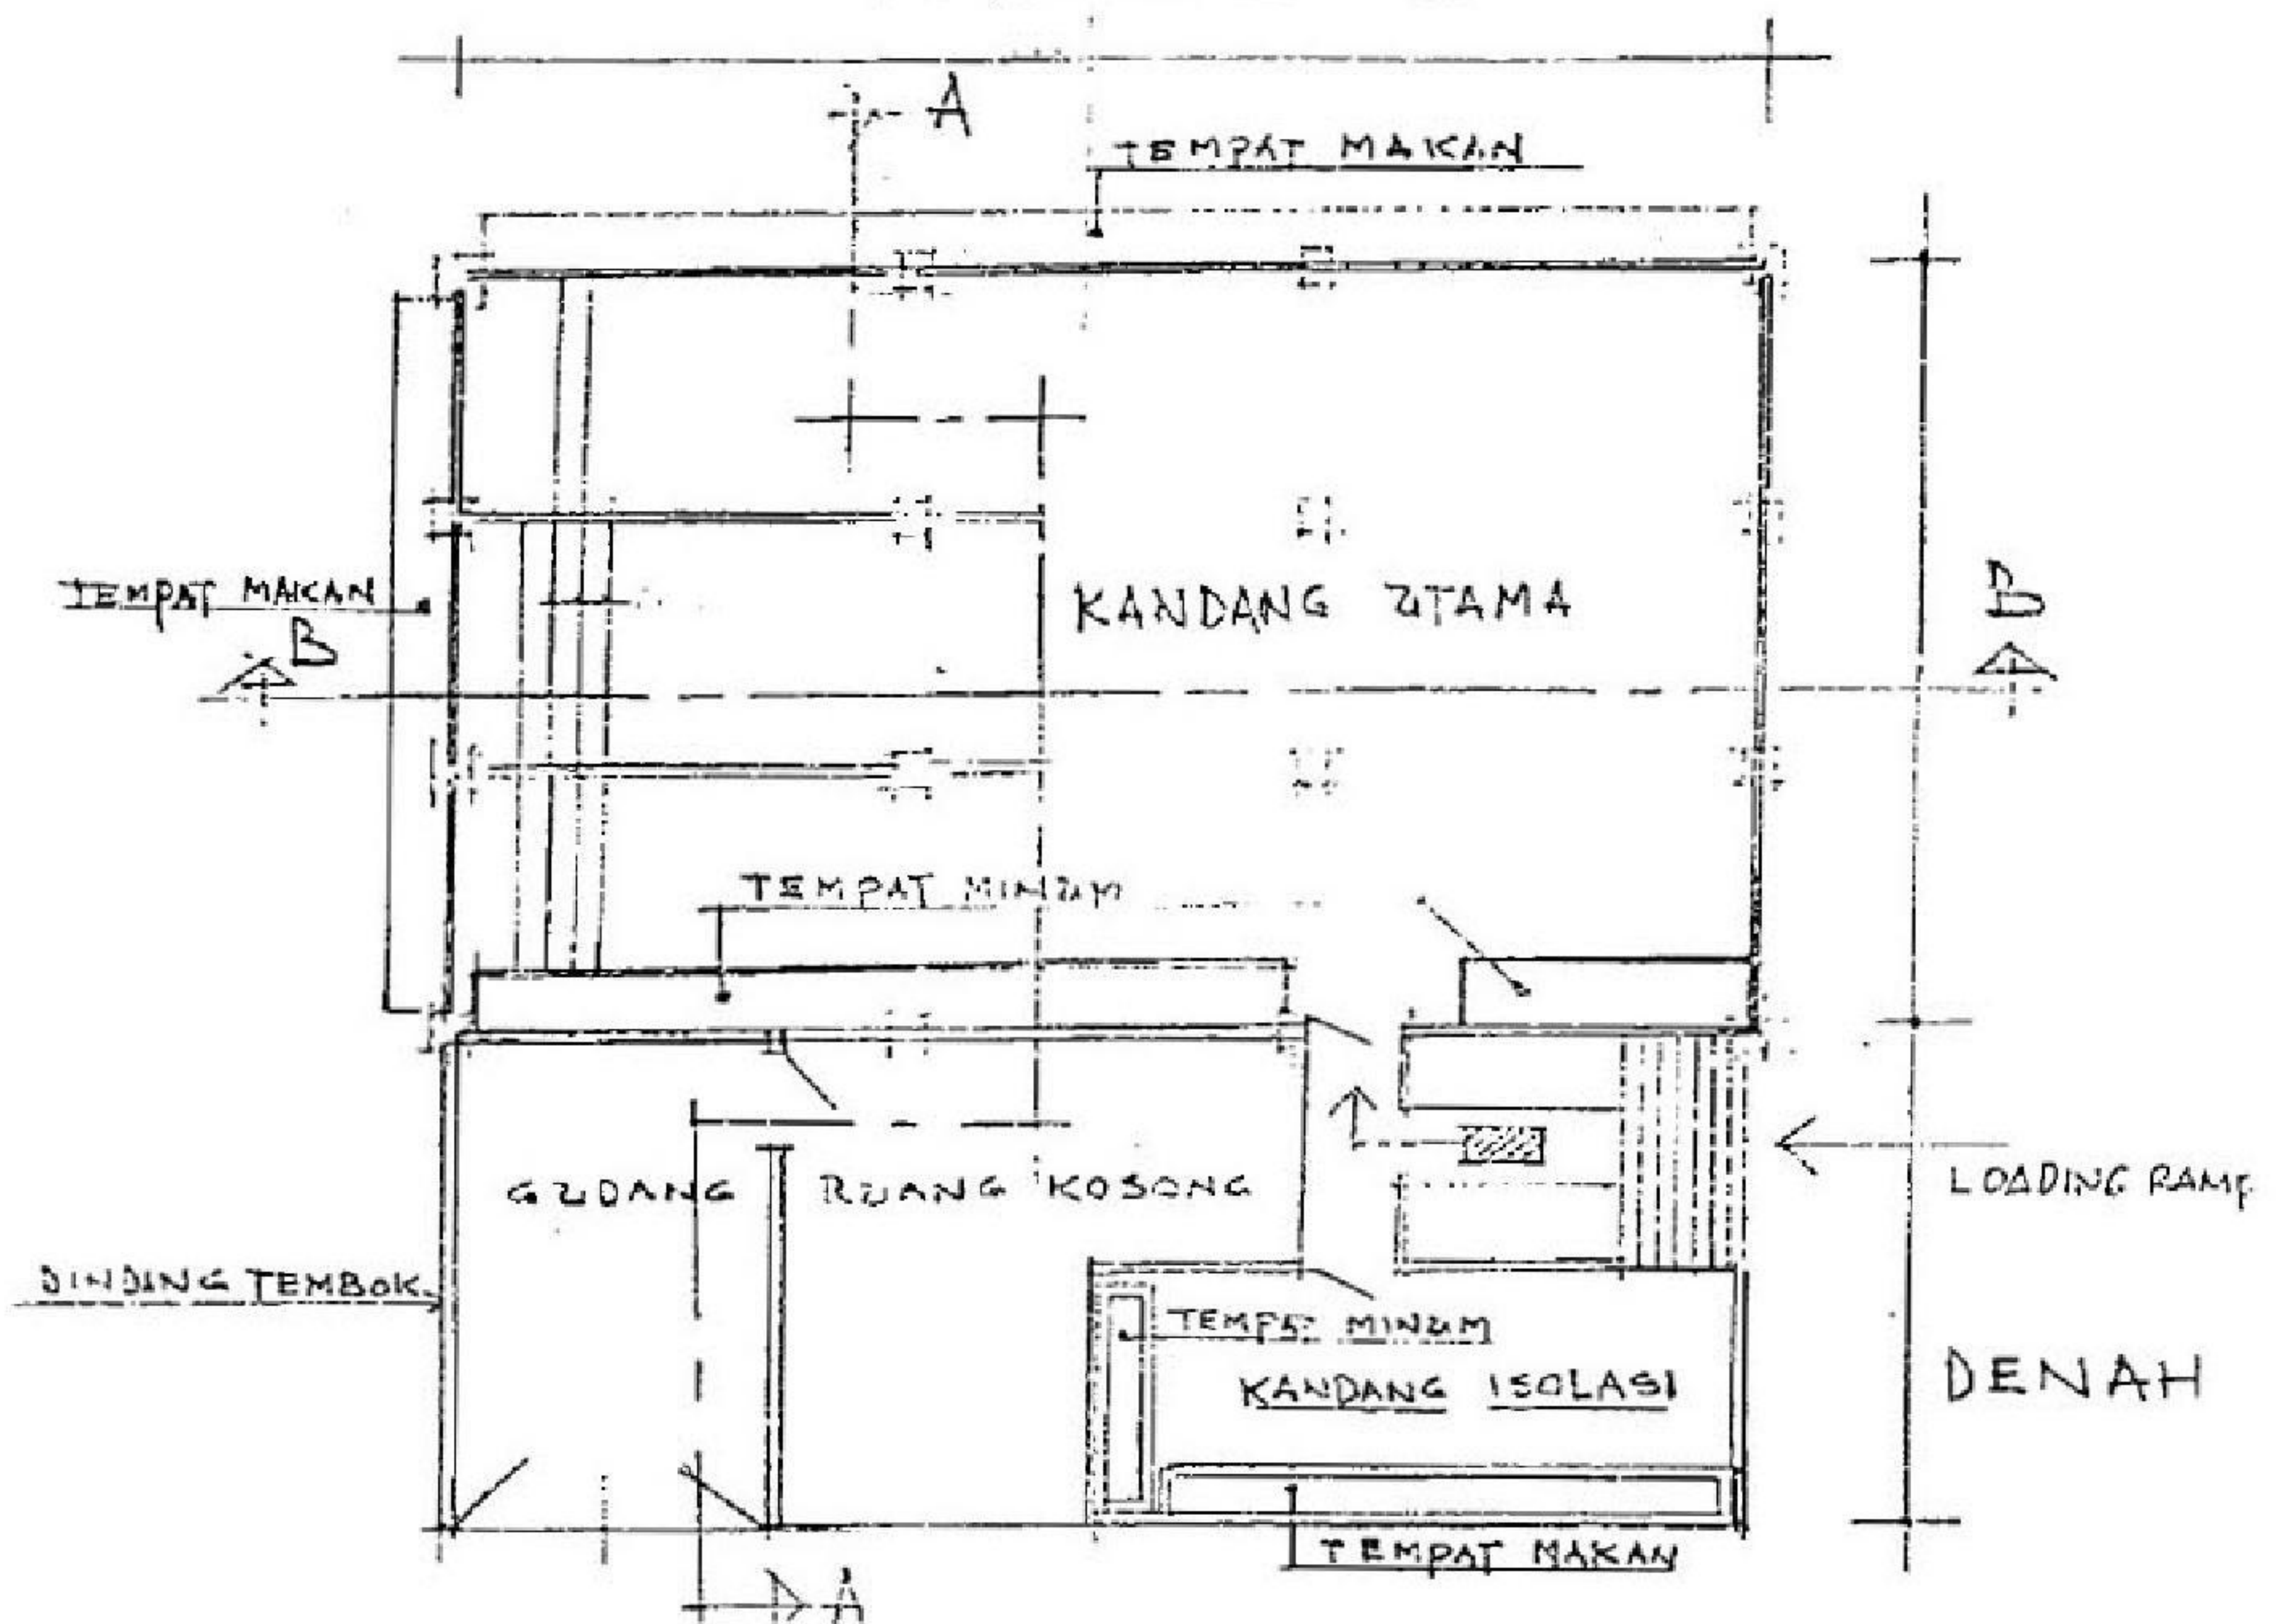 A
TEMPAT MAKAN
TEMPAT MAKAN
KANDANG UTAMA
B
B
TEMPAT MINUM
GUDANG
RUANG KOSONG
LOADING RAMP
DINDING TEMBOK
TEMPAT MINUM
KANDANG ISOLASI
DENAH
TEMPAT MAKAN
A